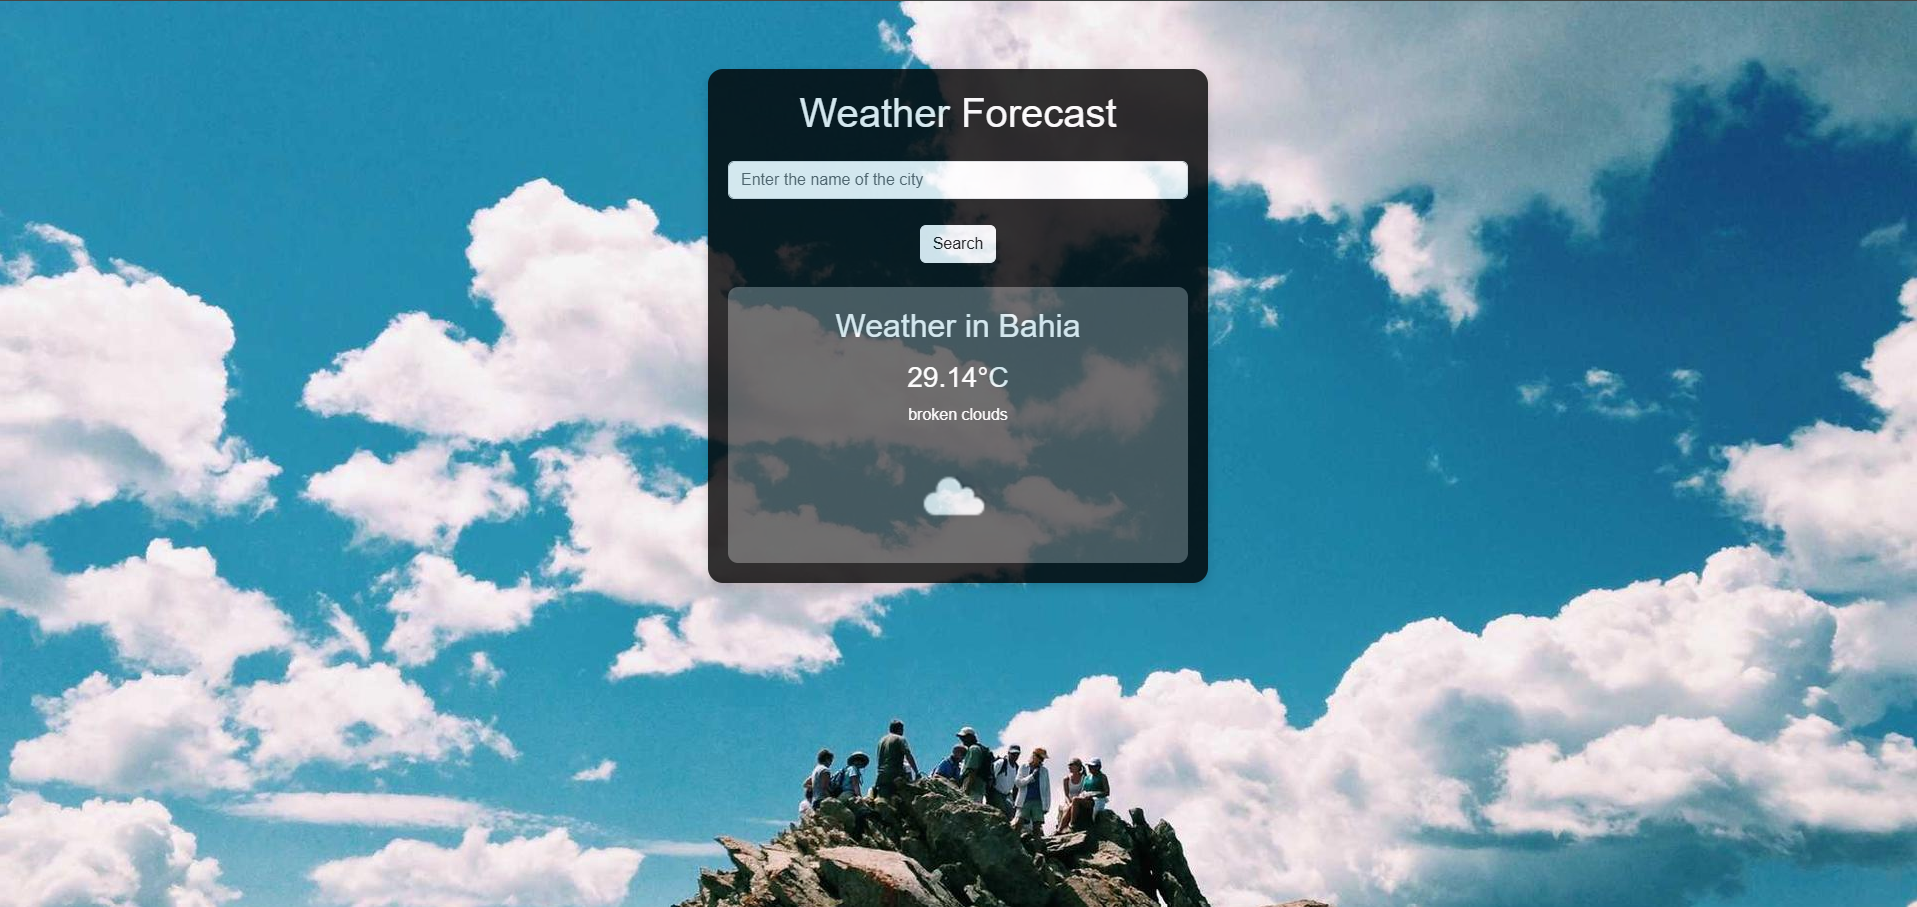 Weather Forecast
Enter the name of the city
Search
Weather in Bahia
29.14°C
broken clouds